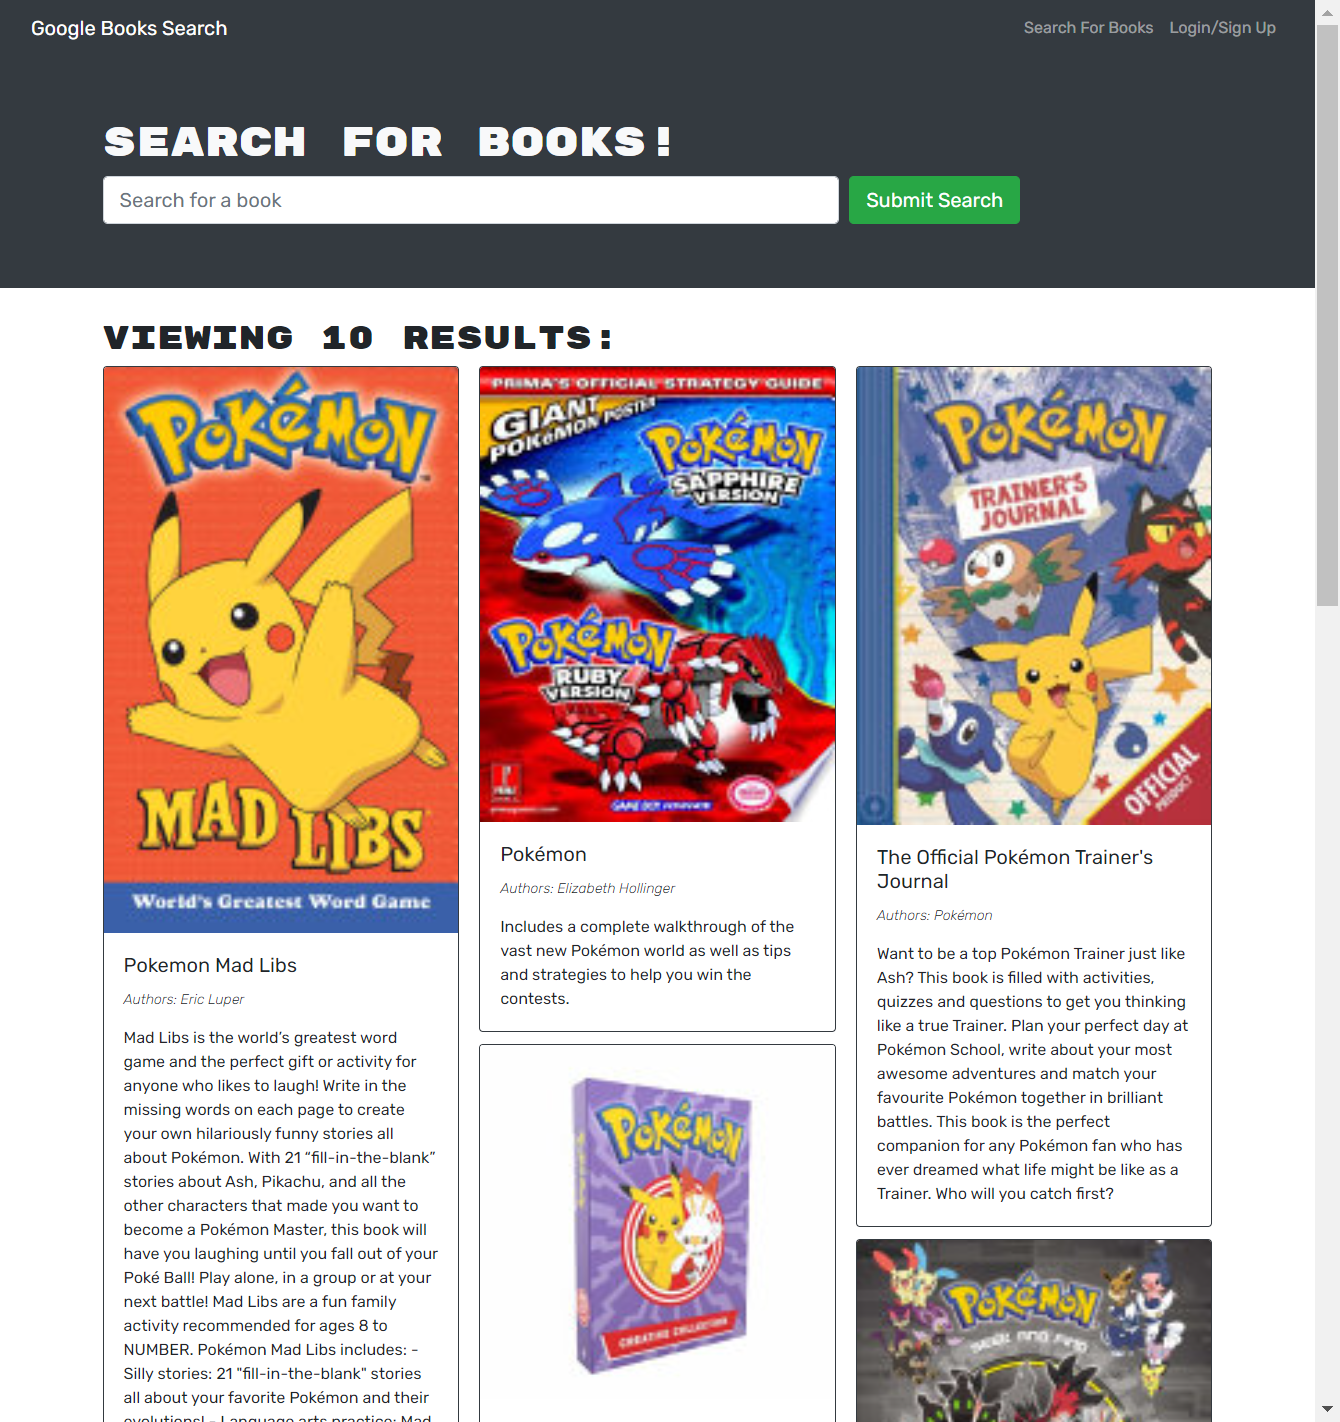 Google Books Search
Search For Books
Login/Sign Up
SEARCH FOR BOOKS!
Search for a book
Submit Search
VIEWING 10 RESULTS:
POKéMON
MAD LIBS
World's Greatest Word Game
Pokemon Mad Libs
Authors: Eric Luper
Mad Libs is the world’s greatest word
game and the perfect gift or activity for
anyone who likes to laugh! Write in the
missing words on each page to create
your own hilariously funny stories all
about Pokémon. With 21 “fill-in-the-blank”
stories about Ash, Pikachu, and all the
other characters that made you want to
become a Pokémon Master, this book will
have you laughing until you fall out of your
Poké Ball! Play alone, in a group or at your
next battle! Mad Libs are a fun family
activity recommended for ages 8 to
NUMBER. Pokémon Mad Libs includes: -
Silly stories: 21 "fill-in-the-blank" stories
all about your favorite Pokémon and their
evolutions! - Language arts practice: Mad
PRIMA'S OFFICIAL STRATEGY GUIDE
GIANT
POKéMON POSTER
POKéMON
SAPPHIRE
VERSION
POKéMON
RUBY
VERSION
GAME BOY ADVANCE
Pokémon
Authors: Elizabeth Hollinger
Includes a complete walkthrough of the
vast new Pokémon world as well as tips
and strategies to help you win the
contests.
POKéMON
CREATIVE COLLECTION
POKéMON
TRAINER'S
JOURNAL
OFFICIAL
PRODUCT
The Official Pokémon Trainer's
Journal
Authors: Pokémon
Want to be a top Pokémon Trainer just like
Ash? This book is filled with activities,
quizzes and questions to get you thinking
like a true Trainer. Plan your perfect day at
Pokémon School, write about your most
awesome adventures and match your
favourite Pokémon together in brilliant
battles. This book is the perfect
companion for any Pokémon fan who has
ever dreamed what life might be like as a
Trainer. Who will you catch first?
POKéMON
SEEK AND FIND